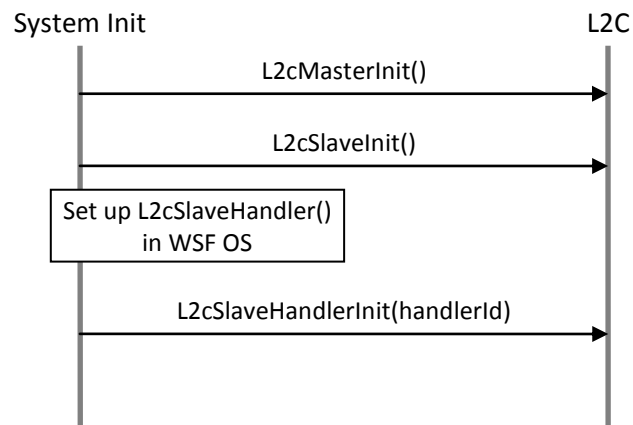 System Init
L2C
L2cMasterInit()
L2cSlaveInit()
Set up L2cSlaveHandler()
in WSF OS
L2cSlaveHandlerInit(handlerId)